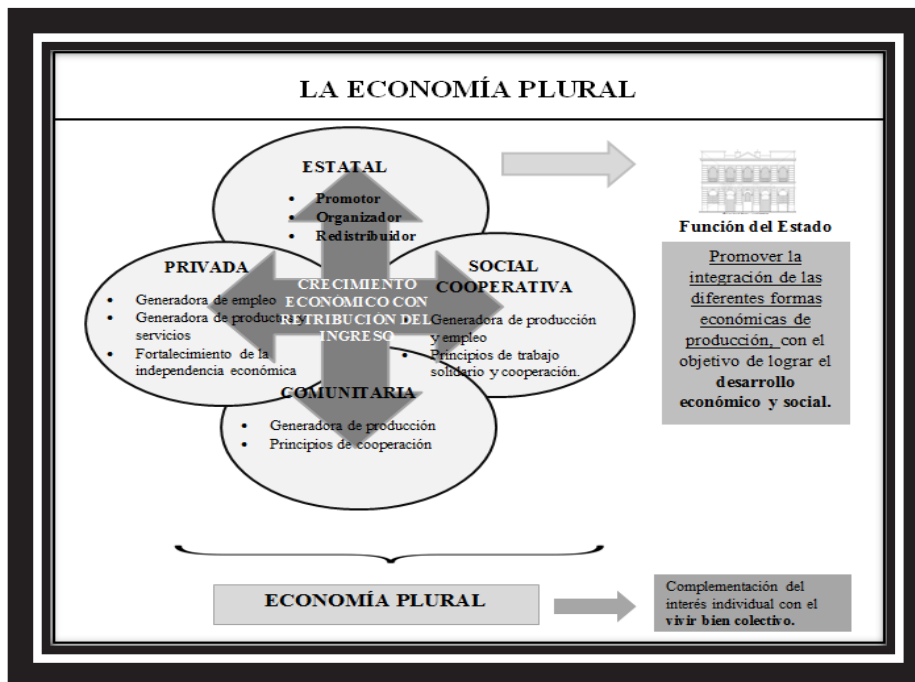 LA ECONOMÍA PLURAL
ESTATAL
• Promotor
• Organizador
• Redistribuidor
PRIVADA
• Generadora de empleo
• Generadora de productos y
servicios
• Fortalecimiento de la
independencia económica
CRECIMIENTO
ECONÓMICO CON
RETRIBUCIÓN DEL
INGRESO
SOCIAL
COOPERATIVA
Generadora de producción
y empleo
• Principios de trabajo
solidario y cooperación.
COMUNITARIA
• Generadora de producción
• Principios de cooperación
Función del Estado
Promover la
integración de las
diferentes formas
económicas de
producción, con el
objetivo de lograr el
desarrollo
económico y social.
ECONOMÍA PLURAL
Complementación del
interés individual con el
vivir bien colectivo.